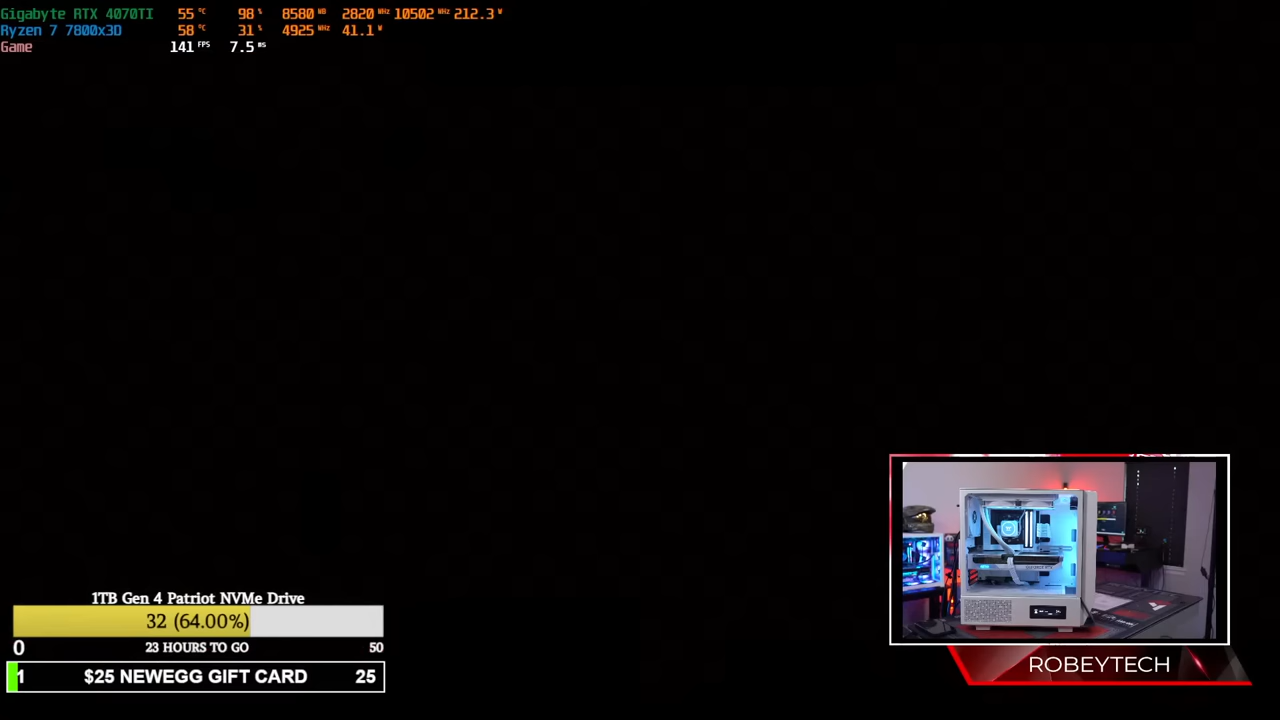 Gigabyte RTX 4070TI 55 °C 98 % 8580 MB 2820 MHz 10502 MHz 212.3 W
Ryzen 7 7800x3D 58 °C 31 % 4925 MHz 41.1 W
Game 141 FPS 7.5 ms
1TB Gen 4 Patriot NVMe Drive
32 (64.00%)
0 23 HOURS TO GO 50
1 $25 NEWEGG GIFT CARD 25
ROBEYTECH